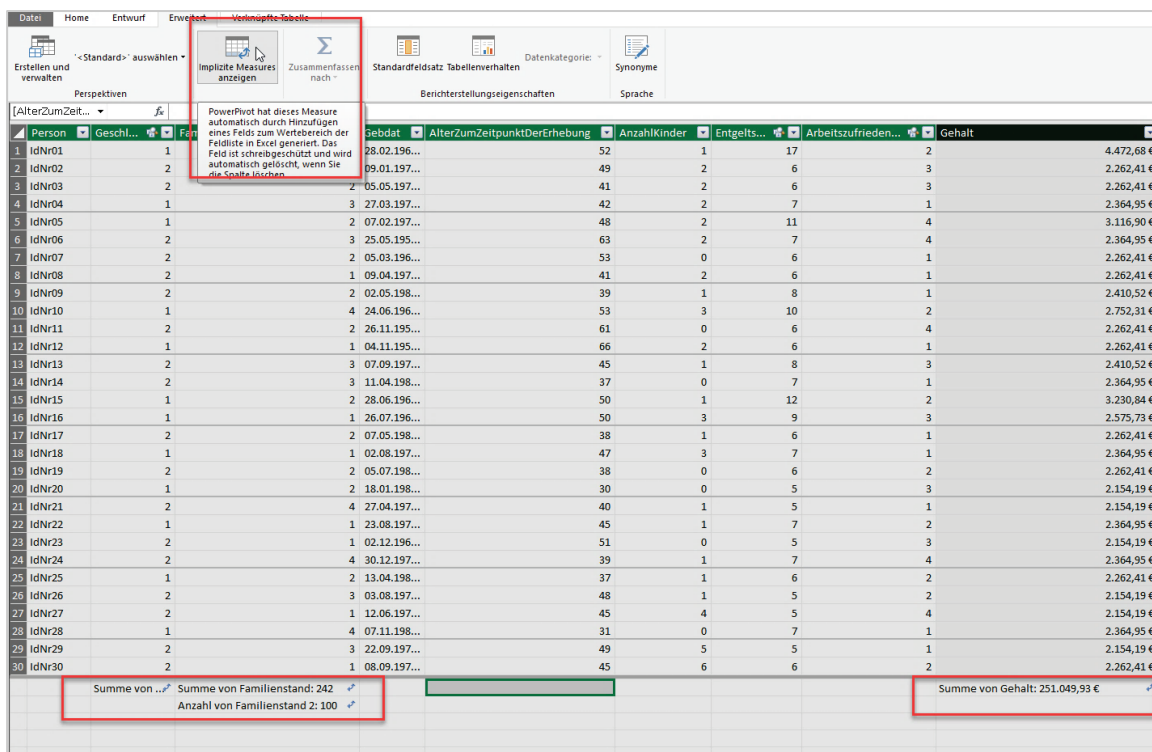 Datei Home Entwurf Erweitert Verknüpfte Tabelle
'<Standard>' auswählen
Datenkategorie:
Erstellen und verwalten
Implizite Measures anzeigen
Zusammenfassen nach
Standardfeldsatz Tabellenverhalten
Synonyme
Perspektiven
Berichterstellungseigenschaften
Sprache
[AlterZumZeit... fx
PowerPivot hat dieses Measure
automatisch durch Hinzufügen
eines Felds zum Wertebereich der
Feldliste in Excel generiert. Das
Feld ist schreibgeschützt und wird
automatisch gelöscht, wenn Sie
die Spalte löschen
Person Geschl... Fam Gebdat AlterZumZeitpunktDerErhebung AnzahlKinder Entgelts... Arbeitszufrieden... Gehalt
1 IdNr01 1 28.02.196... 52 1 17 2 4.472,68 €
2 IdNr02 2 09.01.197... 49 2 6 3 2.262,41 €
3 IdNr03 2 2 05.05.197... 41 2 6 3 2.262,41 €
4 IdNr04 1 3 27.03.197... 42 2 7 1 2.364,95 €
5 IdNr05 1 2 07.02.197... 48 2 11 4 3.116,90 €
6 IdNr06 2 3 25.05.195... 63 2 7 4 2.364,95 €
7 IdNr07 2 2 05.03.196... 53 0 6 1 2.262,41 €
8 IdNr08 2 1 09.04.197... 41 2 6 1 2.262,41 €
9 IdNr09 2 2 02.05.198... 39 1 8 1 2.410,52 €
10 IdNr10 1 4 24.06.196... 53 3 10 2 2.752,31 €
11 IdNr11 2 2 26.11.195... 61 0 6 4 2.262,41 €
12 IdNr12 1 1 04.11.195... 66 2 6 1 2.262,41 €
13 IdNr13 2 3 07.09.197... 45 1 8 3 2.410,52 €
14 IdNr14 2 3 11.04.198... 37 0 7 1 2.364,95 €
15 IdNr15 1 2 28.06.196... 50 1 12 2 3.230,84 €
16 IdNr16 1 1 26.07.196... 50 3 9 3 2.575,73 €
17 IdNr17 2 2 07.05.198... 38 1 6 1 2.262,41 €
18 IdNr18 1 1 02.08.197... 47 3 7 1 2.364,95 €
19 IdNr19 2 2 05.07.198... 38 0 6 2 2.262,41 €
20 IdNr20 1 2 18.01.198... 30 0 5 3 2.154,19 €
21 IdNr21 2 4 27.04.197... 40 1 5 1 2.154,19 €
22 IdNr22 1 1 23.08.197... 45 1 7 2 2.364,95 €
23 IdNr23 2 1 02.12.196... 51 0 5 3 2.154,19 €
24 IdNr24 2 4 30.12.197... 39 1 7 4 2.364,95 €
25 IdNr25 1 2 13.04.198... 37 1 6 2 2.262,41 €
26 IdNr26 2 3 03.08.197... 48 1 5 2 2.154,19 €
27 IdNr27 2 1 12.06.197... 45 4 5 4 2.154,19 €
28 IdNr28 1 4 07.11.198... 31 0 7 1 2.364,95 €
29 IdNr29 2 3 22.09.197... 49 5 5 1 2.154,19 €
30 IdNr30 2 1 08.09.197... 45 6 6 2 2.262,41 €
Summe von ... Summe von Familienstand: 242 Summe von Gehalt: 251.049,93 €
Anzahl von Familienstand 2: 100